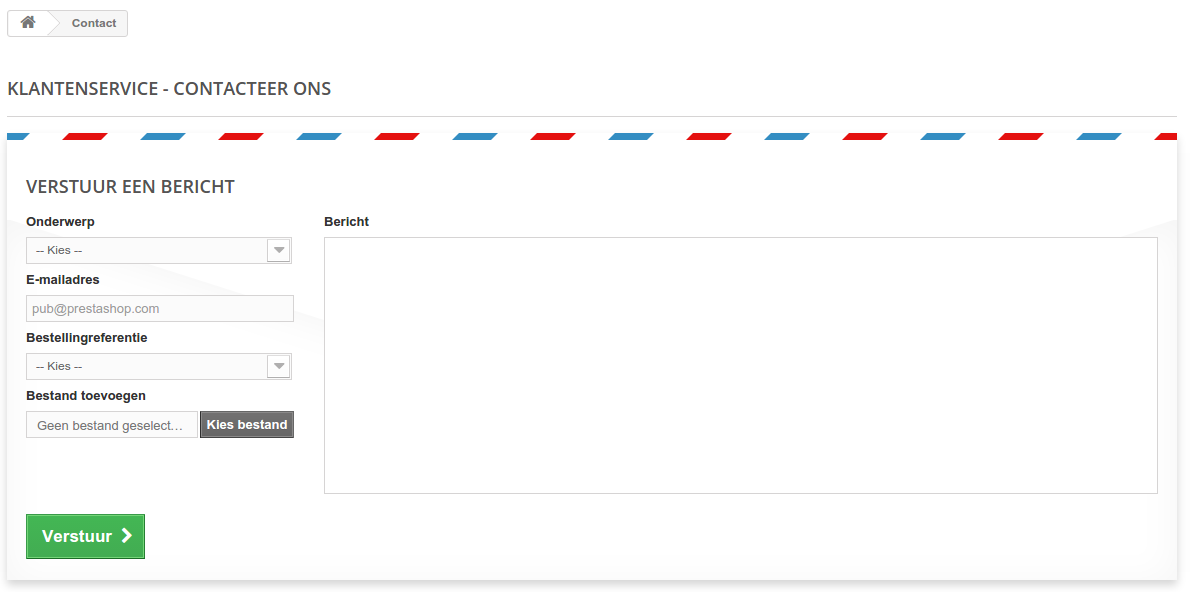 Contact
KLANTENSERVICE - CONTACTEER ONS
VERSTUUR EEN BERICHT
Onderwerp
-- Kies --
E-mailadres
pub@prestashop.com
Bestellingreferentie
-- Kies --
Bestand toevoegen
Geen bestand geselect... Kies bestand
Bericht
Verstuur